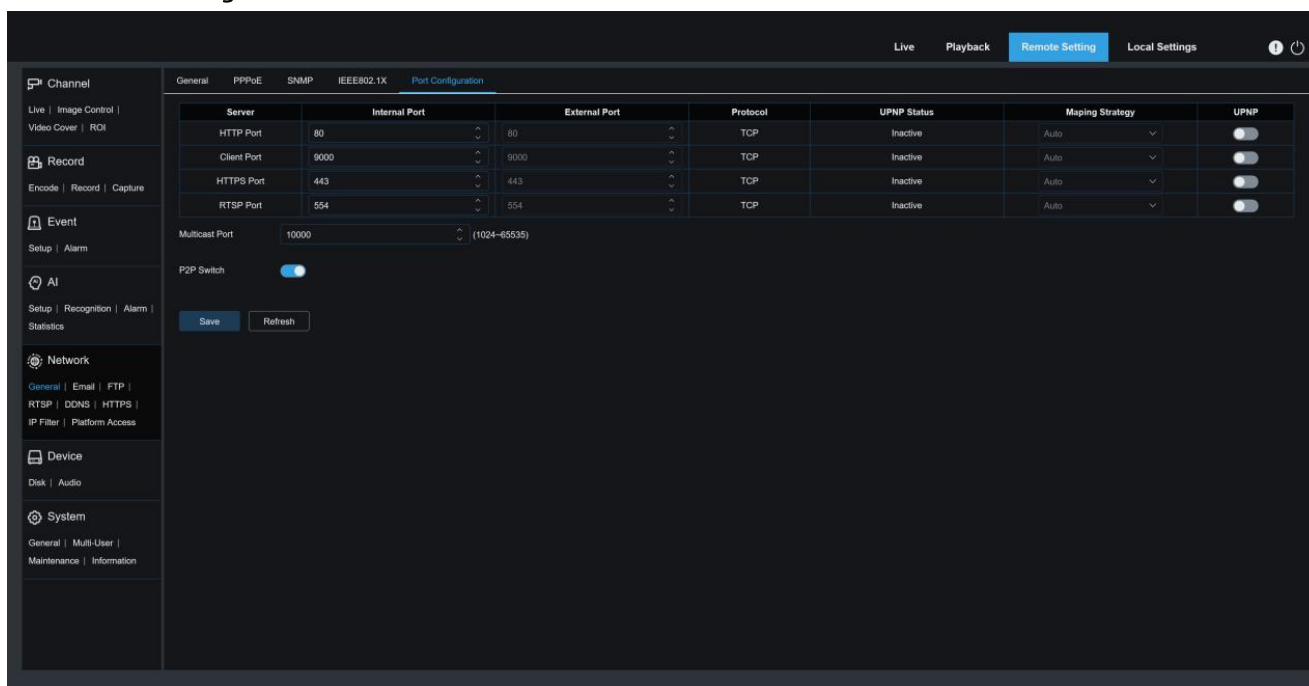 Live Playback Remote Setting Local Settings
Channel
Live | Image Control |
Video Cover | ROI
Record
Encode | Record | Capture
Event
Setup | Alarm
AI
Setup | Recognition | Alarm |
Statistics
Network
General | Email | FTP |
RTSP | DDNS | HTTPS |
IP Filter | Platform Access
Device
Disk | Audio
System
General | Multi-User |
Maintenance | Information
General PPPoE SNMP IEEE802.1X Port Configuration
Server Internal Port External Port Protocol UPNP Status Maping Strategy UPNP
HTTP Port 80 80 TCP Inactive Auto
Client Port 9000 9000 TCP Inactive Auto
HTTPS Port 443 443 TCP Inactive Auto
RTSP Port 554 554 TCP Inactive Auto
Multicast Port 10000 (1024~65535)
P2P Switch
Save Refresh